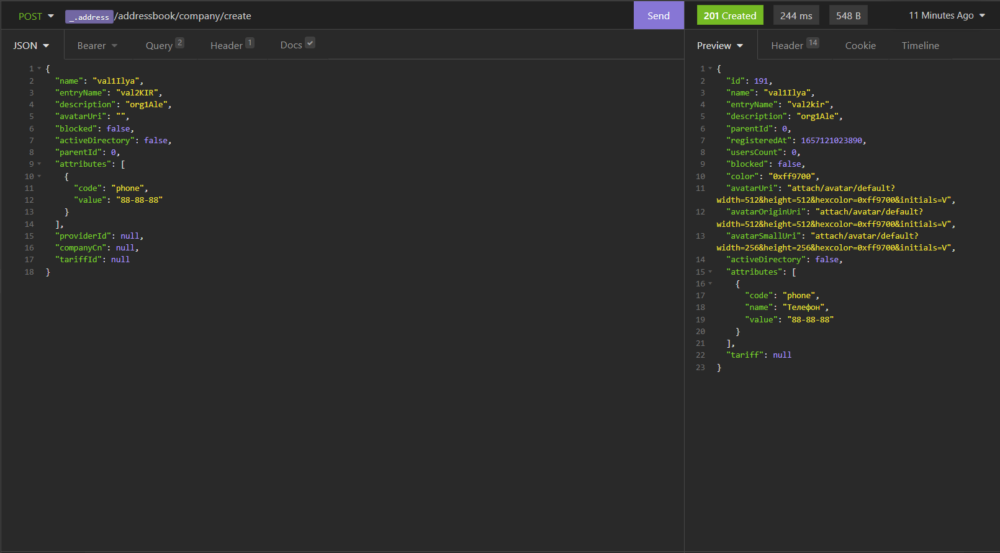 POST _.address/addressbook/company/create Send 201 Created 244 ms 548 B 11 Minutes Ago
JSON Bearer Query 2 Header 1 Docs Preview Header 14 Cookie Timeline
1 {
2 "name": "val1Ilya",
3 "entryName": "val2KIR",
4 "description": "org1Ale",
5 "avatarUri": "",
6 "blocked": false,
7 "activeDirectory": false,
8 "parentId": 0,
9 "attributes": [
10 {
11 "code": "phone",
12 "value": "88-88-88"
13 }
14 ],
15 "providerId": null,
16 "companyCn": null,
17 "tariffId": null
18 }
1 {
2 "id": 191,
3 "name": "val1Ilya",
4 "entryName": "val2kir",
5 "description": "org1Ale",
6 "parentId": 0,
7 "registeredAt": 1657121023890,
8 "usersCount": 0,
9 "blocked": false,
10 "color": "0xff9700",
11 "avatarUri": "attach/avatar/default?
width=512&height=512&hexcolor=0xff9700&initials=V",
12 "avatarOriginUri": "attach/avatar/default?
width=512&height=512&hexcolor=0xff9700&initials=V",
13 "avatarSmallUri": "attach/avatar/default?
width=256&height=256&hexcolor=0xff9700&initials=V",
14 "activeDirectory": false,
15 "attributes": [
16 {
17 "code": "phone",
18 "name": "Телефон",
19 "value": "88-88-88"
20 }
21 ],
22 "tariff": null
23 }